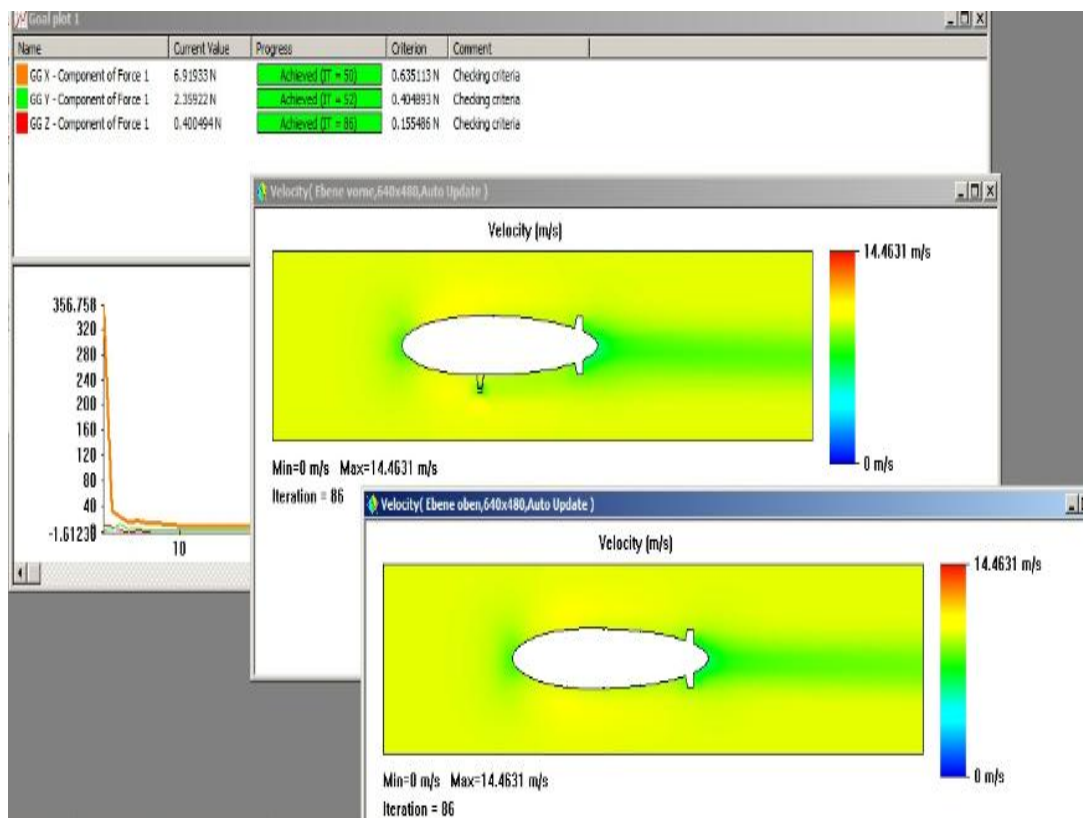 Goal plot 1
Name Current Value Progress Criterion Comment
GG X - Component of Force 1 6.91933 N Achieved (IT = 50) 0.635113 N Checking criteria
GG Y - Component of Force 1 2.35922 N Achieved (IT = 52) 0.404893 N Checking criteria
GG Z - Component of Force 1 0.400494 N Achieved (IT = 86) 0.155486 N Checking criteria
Velocity( Ebene vorne,640x480,Auto Update )
Velocity (m/s)
14.4631 m/s
0 m/s
Min=0 m/s Max=14.4631 m/s
Iteration = 86
356.758
320
280
240
200
160
120
80
40
0
-1.61238
10
Velocity( Ebene oben,640x480,Auto Update )
Velocity (m/s)
14.4631 m/s
0 m/s
Min=0 m/s Max=14.4631 m/s
Iteration = 86